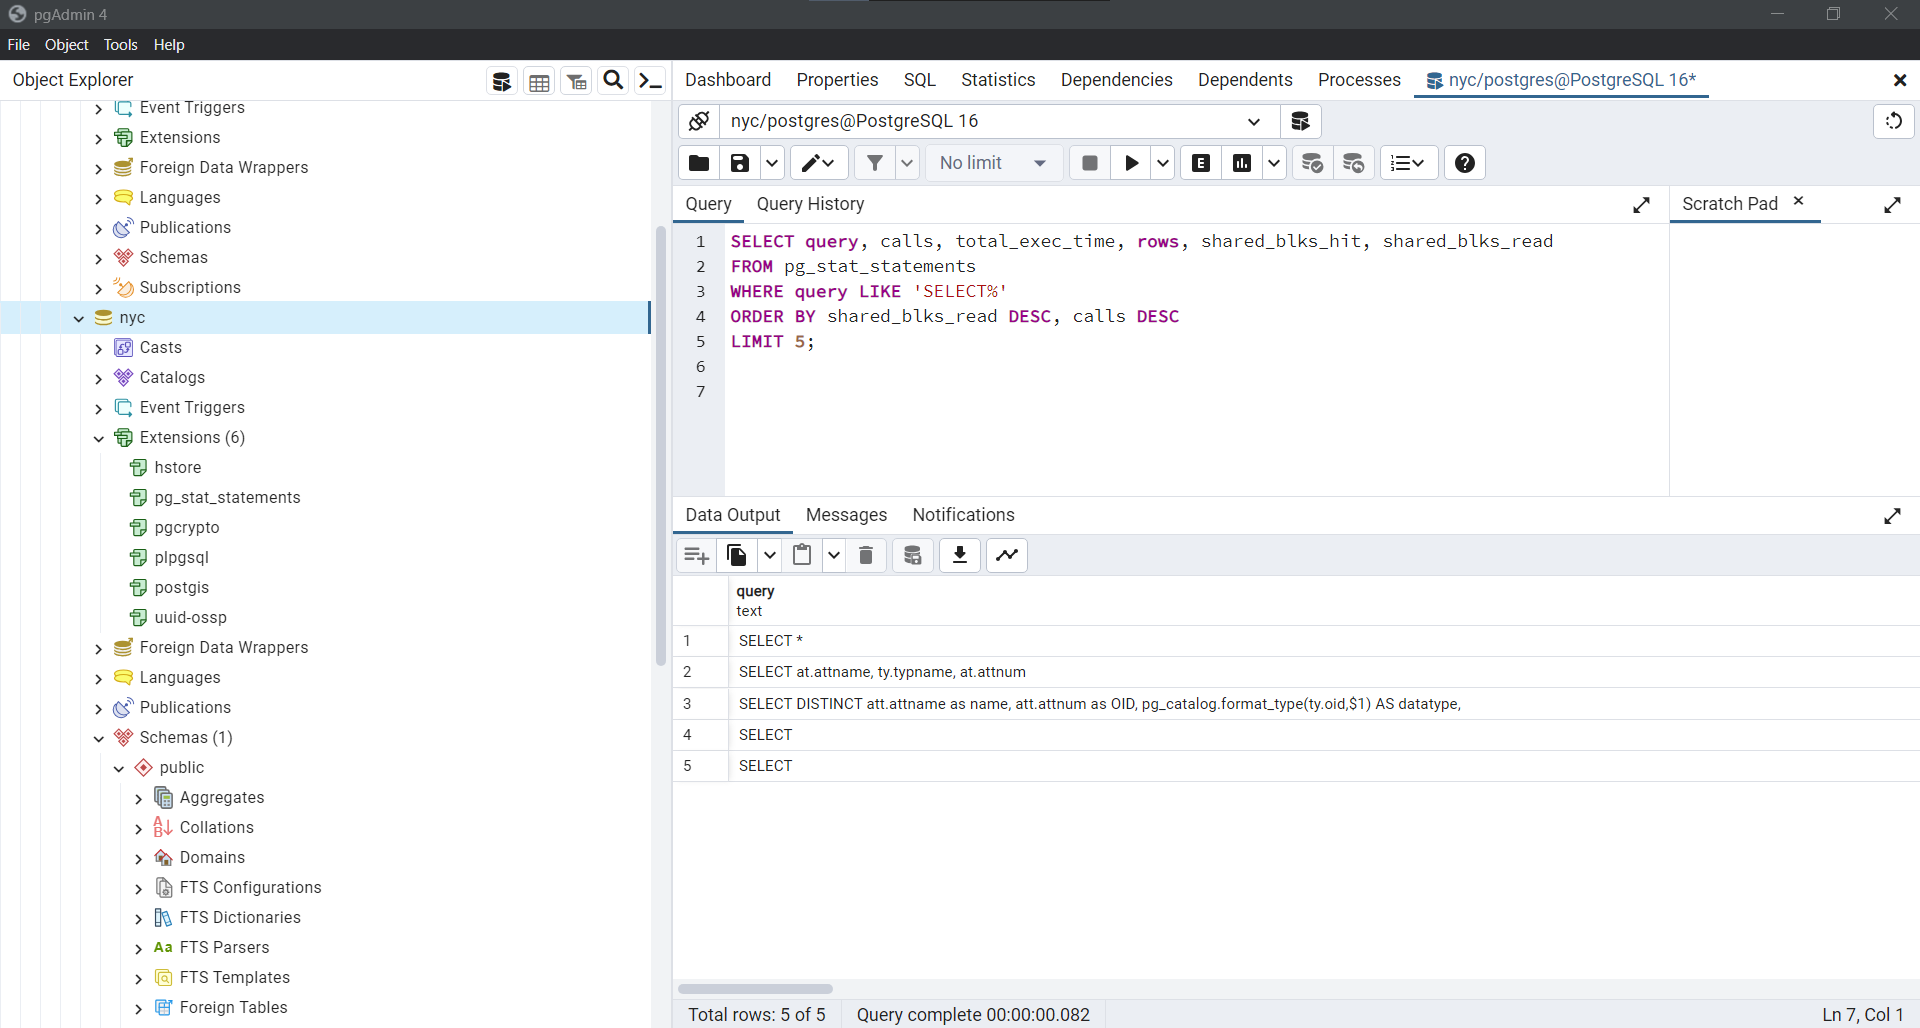 pgAdmin 4
File Object Tools Help
Object Explorer
Event Triggers
Extensions
Foreign Data Wrappers
Languages
Publications
Schemas
Subscriptions
nyc
Casts
Catalogs
Event Triggers
Extensions (6)
hstore
pg_stat_statements
pgcrypto
plpgsql
postgis
uuid-ossp
Foreign Data Wrappers
Languages
Publications
Schemas (1)
public
Aggregates
Collations
Domains
FTS Configurations
FTS Dictionaries
Aa FTS Parsers
FTS Templates
Foreign Tables
Dashboard Properties SQL Statistics Dependencies Dependents Processes nyc/postgres@PostgreSQL 16*
nyc/postgres@PostgreSQL 16
No limit E
Query Query History
Scratch Pad
1 SELECT query, calls, total_exec_time, rows, shared_blks_hit, shared_blks_read
2 FROM pg_stat_statements
3 WHERE query LIKE 'SELECT%'
4 ORDER BY shared_blks_read DESC, calls DESC
5 LIMIT 5;
6
7
Data Output Messages Notifications
query
text
1 SELECT *
2 SELECT at.attname, ty.typname, at.attnum
3 SELECT DISTINCT att.attname as name, att.attnum as OID, pg_catalog.format_type(ty.oid,$1) AS datatype,
4 SELECT
5 SELECT
Total rows: 5 of 5 Query complete 00:00:00.082 Ln 7, Col 1